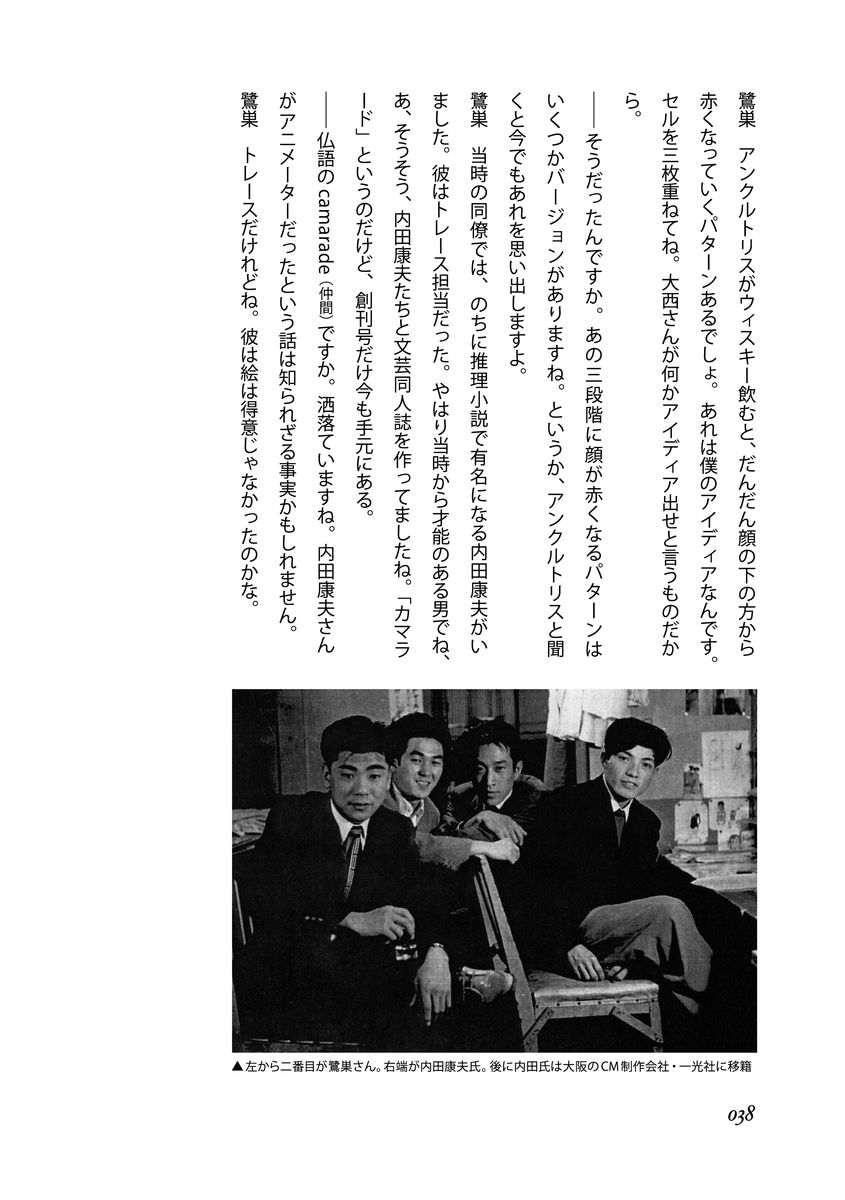 鷺巣　アンクルトリスがウィスキー飲むと、だんだん顔の下の方から
赤くなっていくパターンあるでしょ。あれは僕のアイディアなんです。
セルを三枚重ねてね。大西さんが何かアイディア出せと言うものだか
ら。
――そうだったんですか。あの三段階に顔が赤くなるパターンは
いくつかバージョンがありますね。というか、アンクルトリスと聞
くと今でもあれを思い出しますよ。
鷺巣　当時の同僚では、のちに推理小説で有名になる内田康夫がい
ました。彼はトレース担当だった。やはり当時から才能のある男でね、
あ、そうそう、内田康夫たちと文芸同人誌を作ってましたね。「カマラ
ード」というのだけど、創刊号だけ今も手元にある。
――仏語のcamarade（仲間）ですか。洒落ていますね。内田康夫さん
がアニメーターだったという話は知られざる事実かもしれません。
鷺巣　トレースだけれどね。彼は絵は得意じゃなかったのかな。
▲左から二番目が鷺巣さん。右端が内田康夫氏。後に内田氏は大阪のCM制作会社・一光社に移籍
038